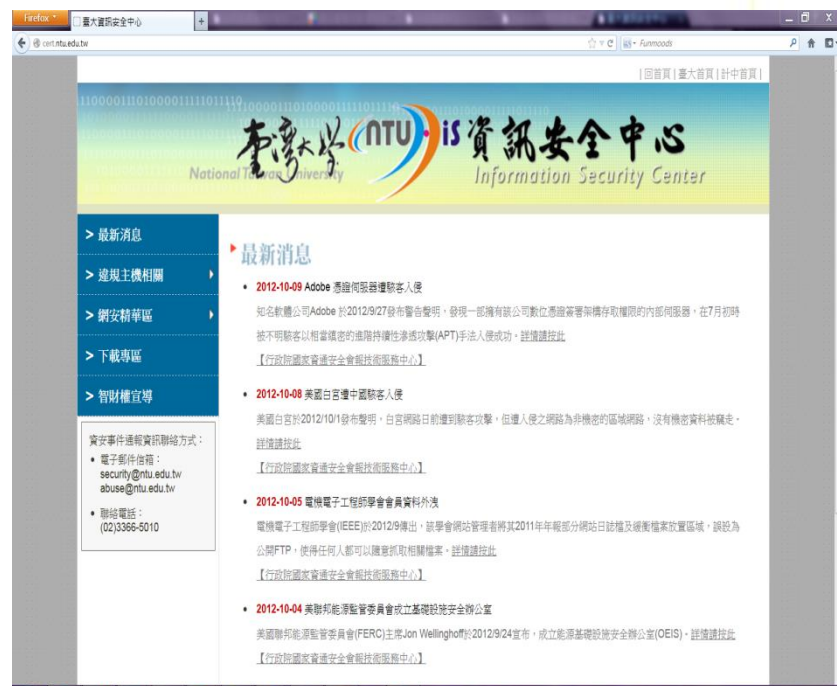 Firefox
臺大資訊安全中心
cert.ntu.edu.tw
Funmoods
|回首頁|臺大首頁|計中首頁|
臺灣大學 NTU is 資訊安全中心
National Taiwan University Information Security Center
> 最新消息
> 違規主機相關
> 網安精華區
> 下載專區
> 智財權宣導
資安事件通報資訊聯絡方式：
• 電子郵件信箱：
security@ntu.edu.tw
abuse@ntu.edu.tw
• 聯絡電話：
(02)3366-5010
最新消息
• 2012-10-09 Adobe 憑證伺服器遭駭客入侵
知名軟體公司Adobe 於2012/9/27發布警告聲明，發現一部擁有該公司數位憑證簽署架構存取權限的內部伺服器，在7月初時
被不明駭客以相當縝密的進階持續性滲透攻擊(APT)手法入侵成功。詳情請按此
【行政院國家資通安全會報技術服務中心】
• 2012-10-08 美國白宮遭中國駭客入侵
美國白宮於2012/10/1發布聲明，白宮網路日前遭到駭客攻擊，但遭入侵之網路為非機密的區域網路，沒有機密資料被竊走。
詳情請按此
【行政院國家資通安全會報技術服務中心】
• 2012-10-05 電機電子工程師學會會員資料外洩
電機電子工程師學會(IEEE)於2012/9傳出，該學會網站管理者將其2011年年報部分網站日誌檔及緩衝檔案放置區域，誤設為
公開FTP，使得任何人都可以隨意抓取相關檔案。詳情請按此
【行政院國家資通安全會報技術服務中心】
• 2012-10-04 美聯邦能源監管委員會成立基礎設施安全辦公室
美國聯邦能源監管委員會(FERC)主席Jon Wellinghoff於2012/9/24宣布，成立能源基礎設施安全辦公室(OEIS)。詳情請按此
【行政院國家資通安全會報技術服務中心】